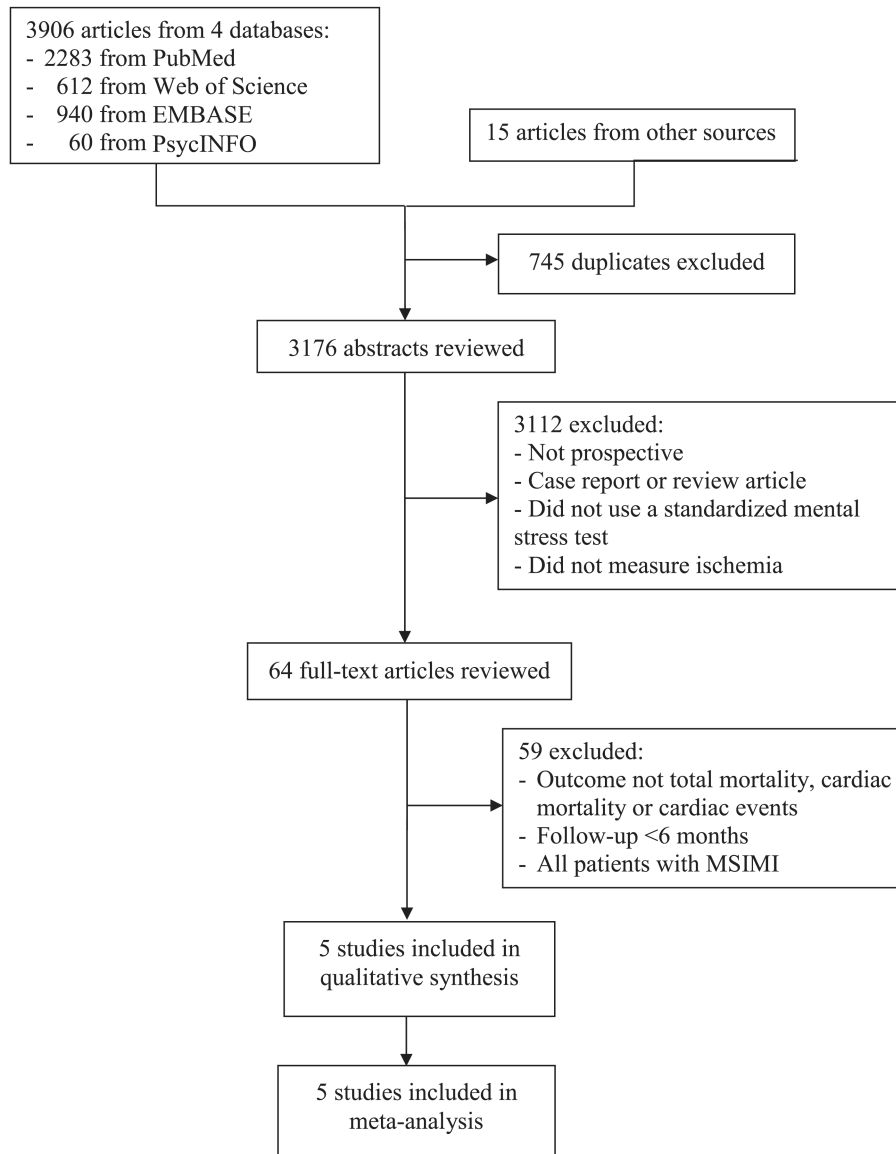 3906 articles from 4 databases:
- 2283 from PubMed
- 612 from Web of Science
- 940 from EMBASE
- 60 from PsycINFO
15 articles from other sources
745 duplicates excluded
3176 abstracts reviewed
3112 excluded:
- Not prospective
- Case report or review article
- Did not use a standardized mental
stress test
- Did not measure ischemia
64 full-text articles reviewed
59 excluded:
- Outcome not total mortality, cardiac
mortality or cardiac events
- Follow-up <6 months
- All patients with MSIMI
5 studies included in
qualitative synthesis
5 studies included in
meta-analysis